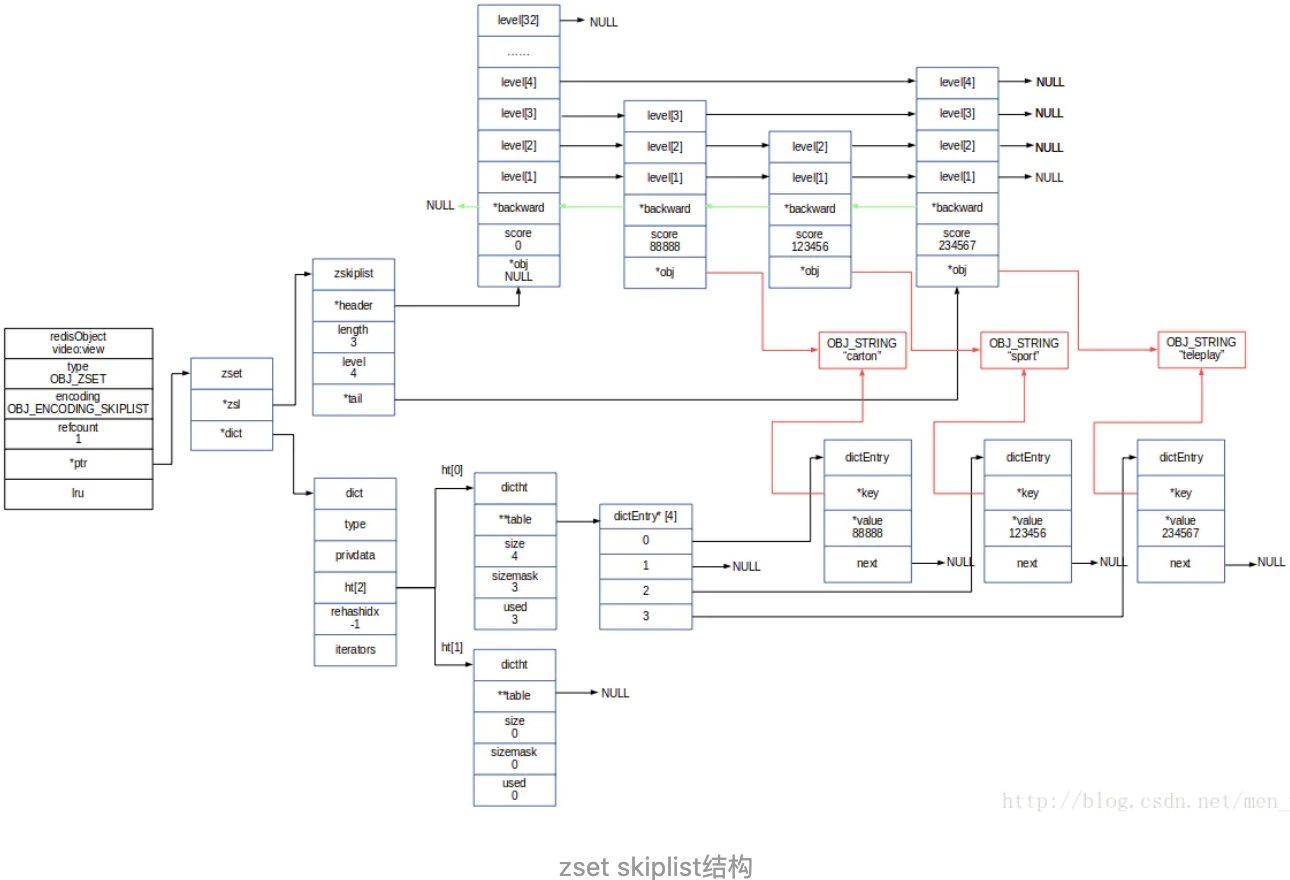 level[32]
NULL
......
level[4]
level[4]
NULL
level[3]
level[3]
level[3]
NULL
level[2]
level[2]
level[2]
level[2]
NULL
level[1]
level[1]
level[1]
level[1]
NULL
NULL
*backward
*backward
*backward
*backward
score
0
score
88888
score
123456
score
234567
*obj
NULL
*obj
*obj
*obj
zskiplist
*header
length
3
level
4
*tail
redisObject
video:view
type
OBJ_ZSET
encoding
OBJ_ENCODING_SKIPLIST
refcount
1
*ptr
lru
zset
*zsl
*dict
OBJ_STRING
“carton”
OBJ_STRING
“sport”
OBJ_STRING
“teleplay”
dict
type
privdata
ht[2]
rehashidx
-1
iterators
ht[0]
dictht
**table
size
4
sizemask
3
used
3
dictEntry* [4]
0
1
NULL
2
3
dictEntry
*key
*value
88888
next
NULL
dictEntry
*key
*value
123456
next
NULL
dictEntry
*key
*value
234567
next
NULL
ht[1]
dictht
**table
NULL
size
0
sizemask
0
used
0
http://blog.csdn.net/men_
zset skiplist结构